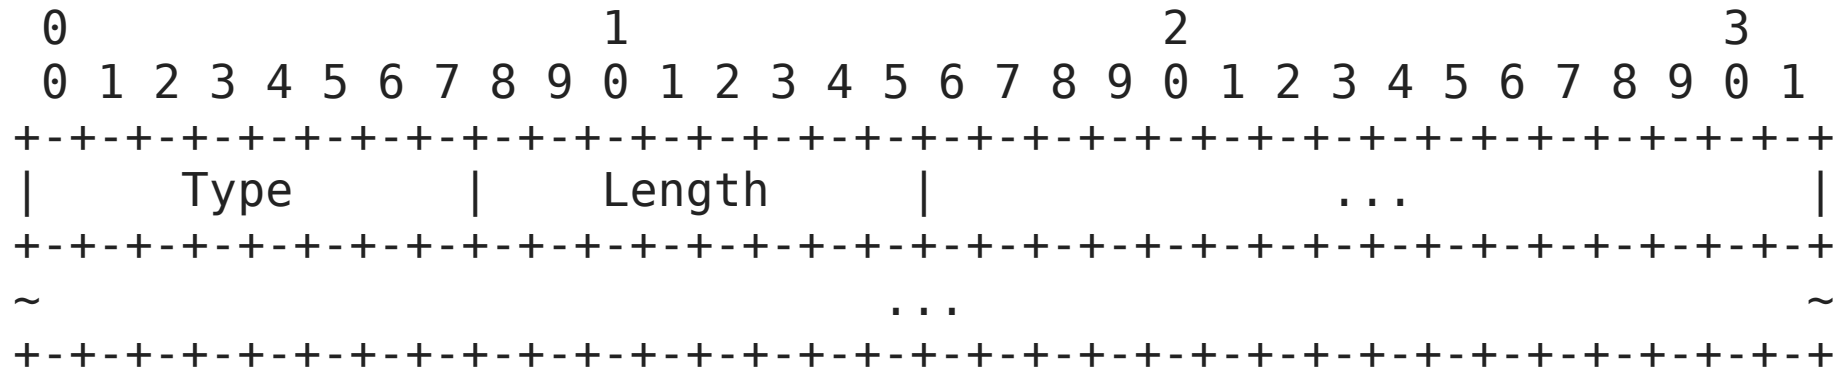 0                   1                   2                   3
 0 1 2 3 4 5 6 7 8 9 0 1 2 3 4 5 6 7 8 9 0 1 2 3 4 5 6 7 8 9 0 1
+-+-+-+-+-+-+-+-+-+-+-+-+-+-+-+-+-+-+-+-+-+-+-+-+-+-+-+-+-+-+-+-+
|     Type      |    Length     |              ...              |
+-+-+-+-+-+-+-+-+-+-+-+-+-+-+-+-+-+-+-+-+-+-+-+-+-+-+-+-+-+-+-+-+
~                              ...                              ~
+-+-+-+-+-+-+-+-+-+-+-+-+-+-+-+-+-+-+-+-+-+-+-+-+-+-+-+-+-+-+-+-+